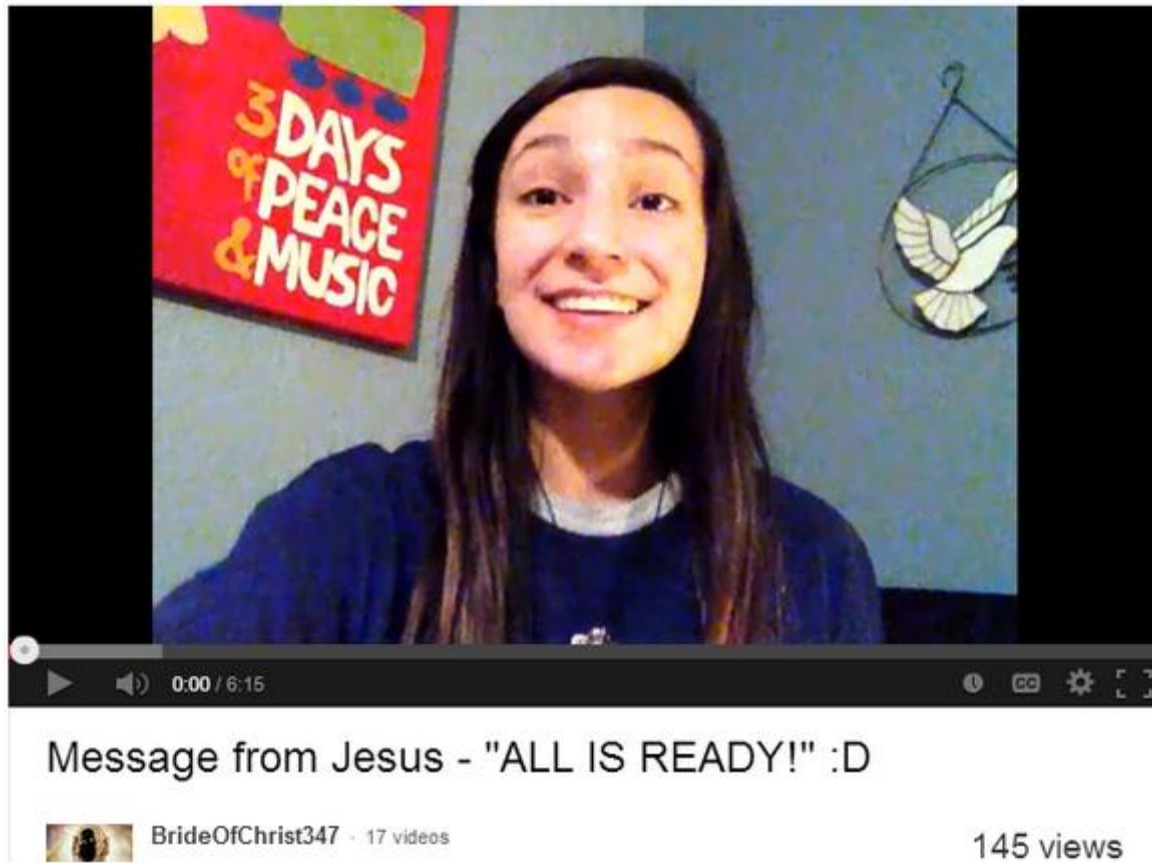 3 DAYS
of PEACE
& MUSIC
0:00 / 6:15
CC
Message from Jesus - "ALL IS READY!" :D
BrideOfChrist347 · 17 videos
145 views